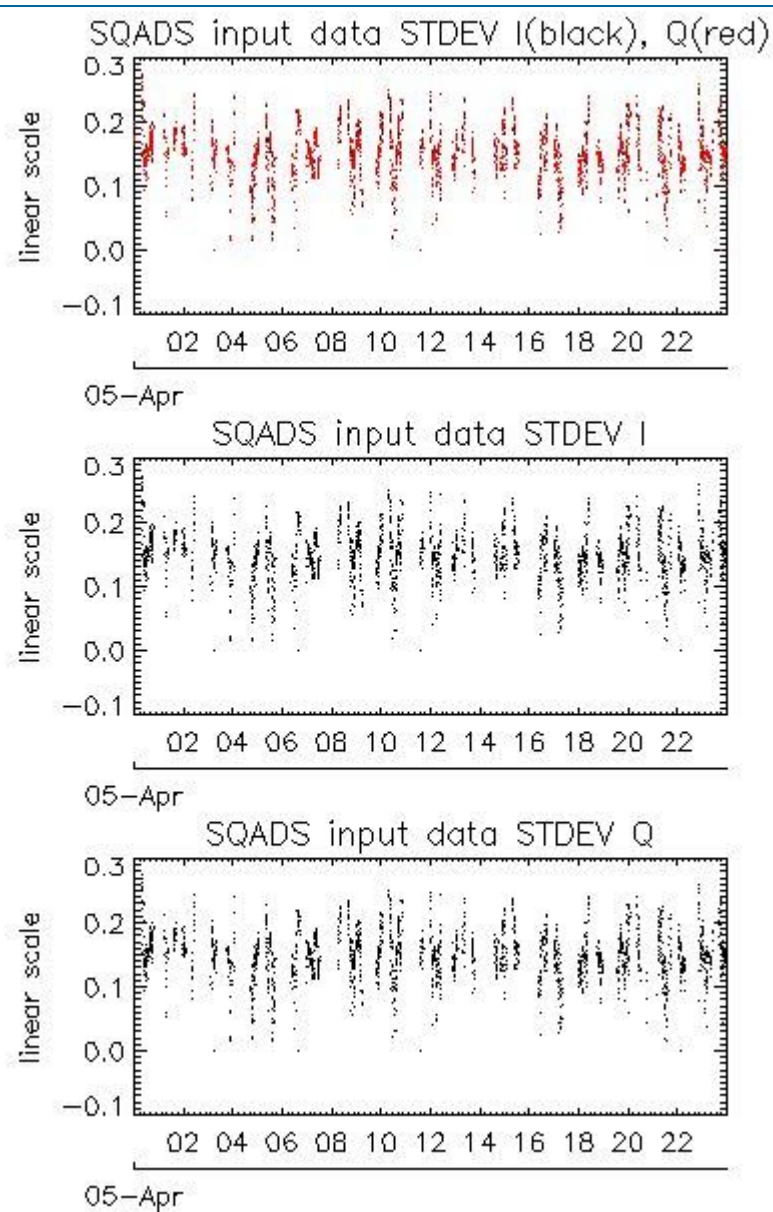 SQADS input data STDEV I(black), Q(red)
0.3
0.2
0.1
0.0
−0.1
linear scale
02 04 06 08 10 12 14 16 18 20 22
05−Apr
SQADS input data STDEV I
0.3
0.2
0.1
0.0
−0.1
linear scale
02 04 06 08 10 12 14 16 18 20 22
05−Apr
SQADS input data STDEV Q
0.3
0.2
0.1
0.0
−0.1
linear scale
02 04 06 08 10 12 14 16 18 20 22
05−Apr